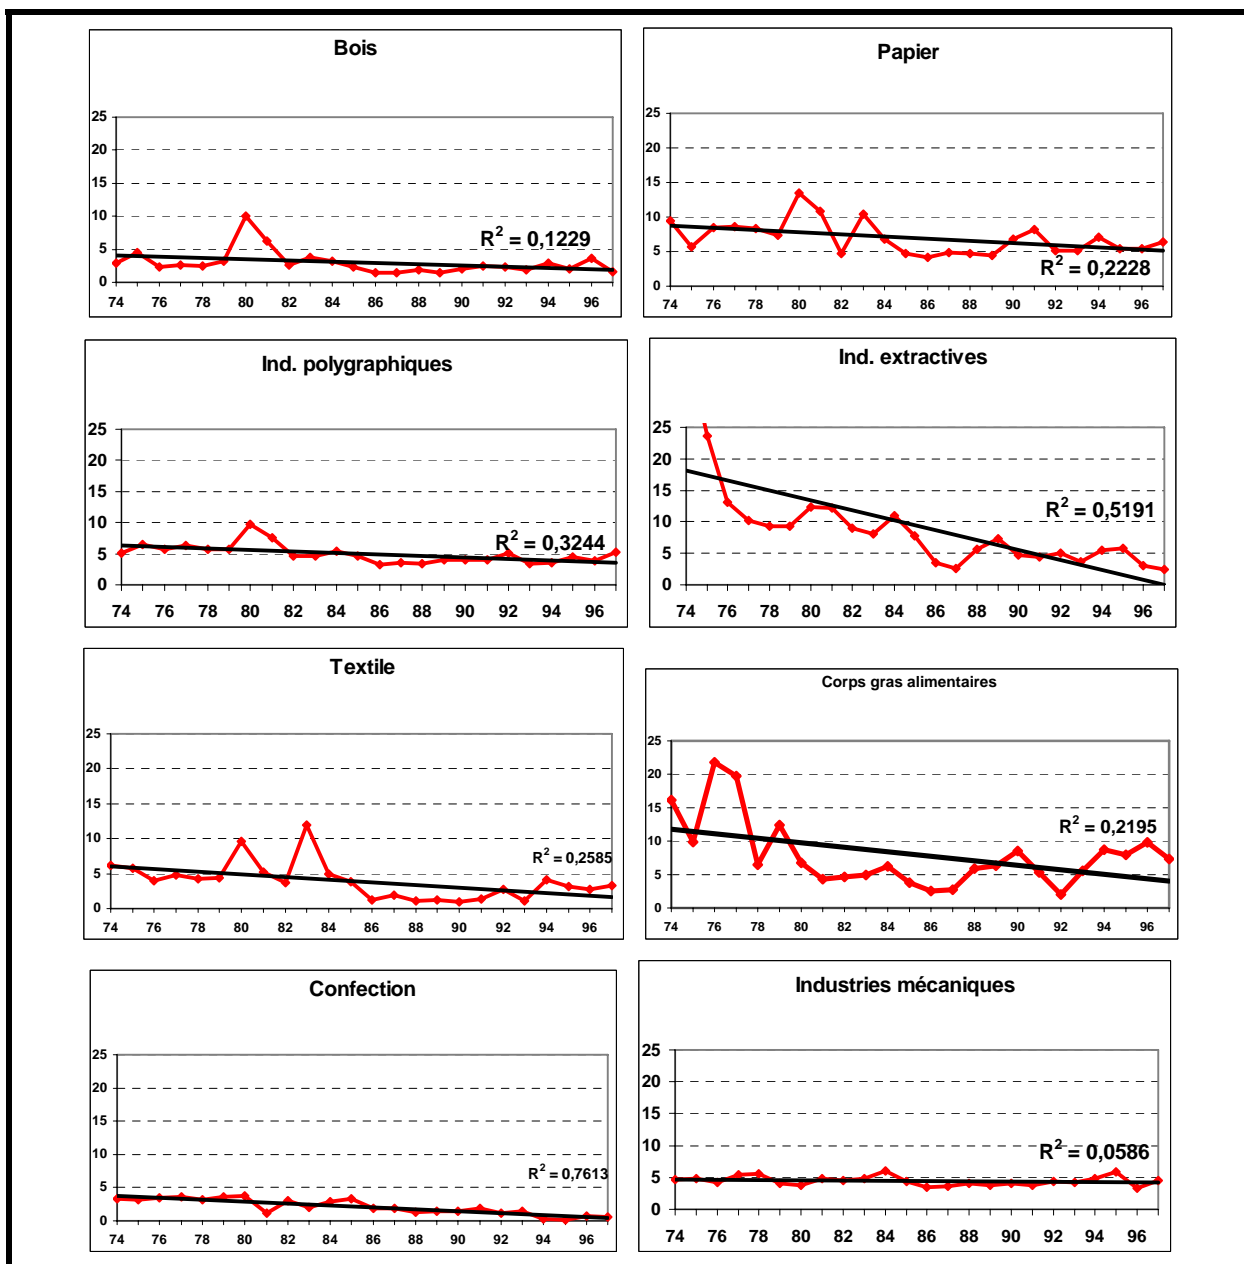 Bois
25
20
15
10
5
0
R² = 0,1229
74 76 78 80 82 84 86 88 90 92 94 96
Papier
25
20
15
10
5
0
R² = 0,2228
74 76 78 80 82 84 86 88 90 92 94 96
Ind. polygraphiques
25
20
15
10
5
0
R² = 0,3244
74 76 78 80 82 84 86 88 90 92 94 96
Ind. extractives
25
20
15
10
5
0
R² = 0,5191
74 76 78 80 82 84 86 88 90 92 94 96
Textile
25
20
15
10
5
0
R² = 0,2585
74 76 78 80 82 84 86 88 90 92 94 96
Corps gras alimentaires
25
20
15
10
5
0
R² = 0,2195
74 76 78 80 82 84 86 88 90 92 94 96
Confection
25
20
15
10
5
0
R² = 0,7613
74 76 78 80 82 84 86 88 90 92 94 96
Industries mécaniques
25
20
15
10
5
0
R² = 0,0586
74 76 78 80 82 84 86 88 90 92 94 96